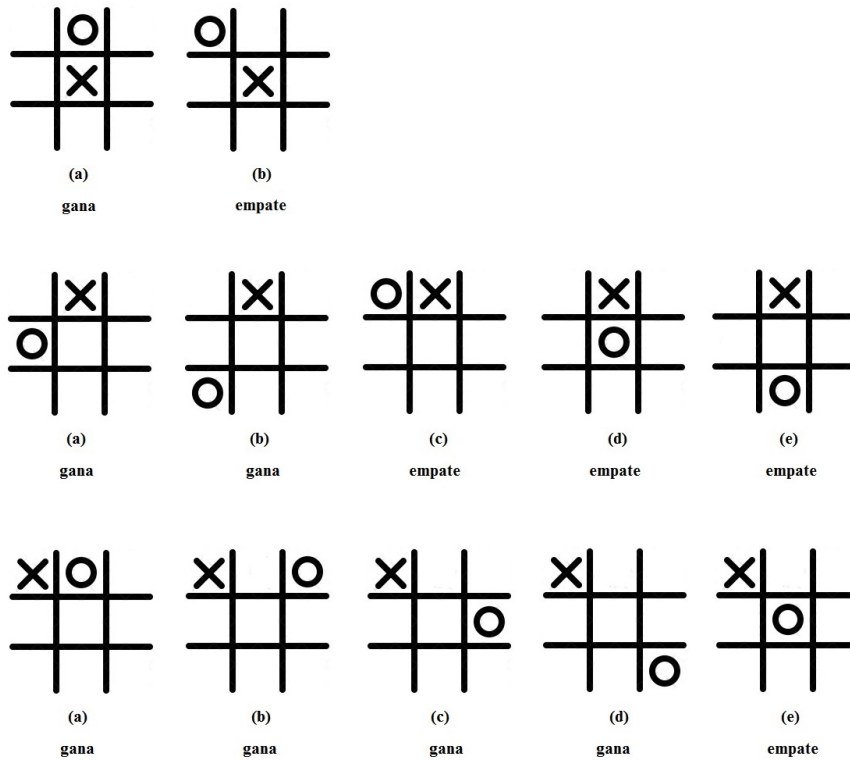 (a) (b)
gana empate
(a) (b) (c) (d) (e)
gana gana empate empate empate
(a) (b) (c) (d) (e)
gana gana gana gana empate